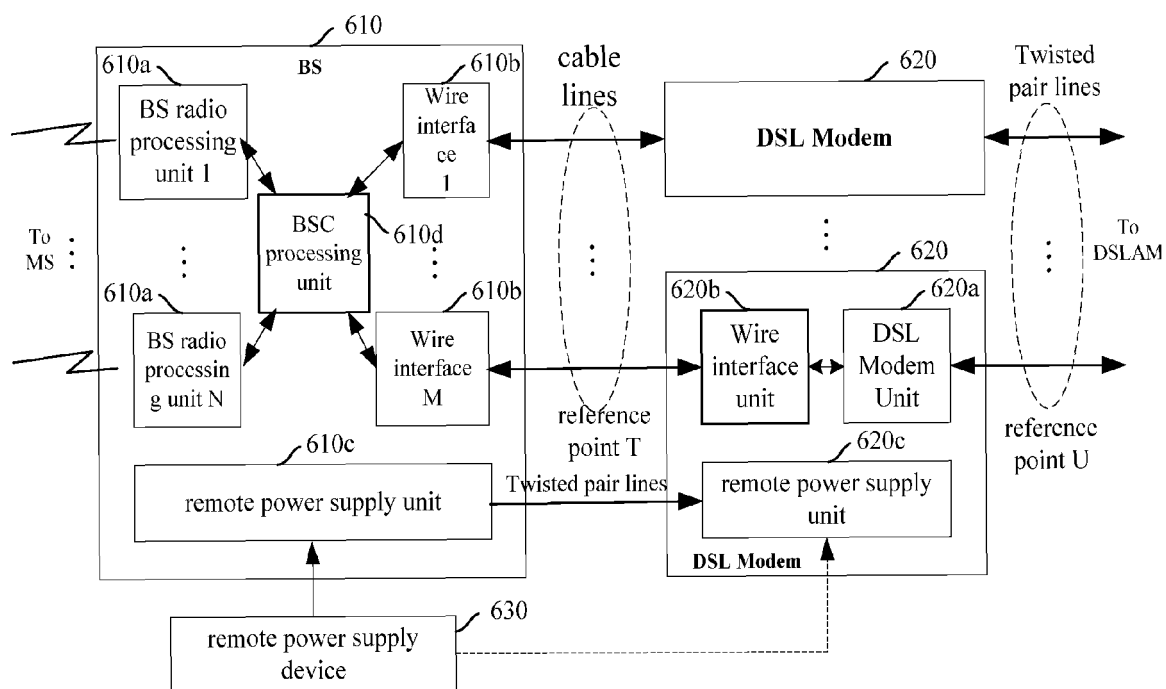 610
BS
610a
BS radio
processing
unit 1
610b
Wire
interfa
ce
1
cable
lines
620
DSL Modem
Twisted
pair lines
BSC
processing
unit
610d
To
MS
To
DSLAM
610a
BS radio
processin
g unit N
610b
Wire
interface
M
620
620b
Wire
interface
unit
620a
DSL
Modem
Unit
reference
point T
reference
point U
610c
remote power supply unit
Twisted pair lines
620c
remote power supply
unit
DSL Modem
630
remote power supply
device